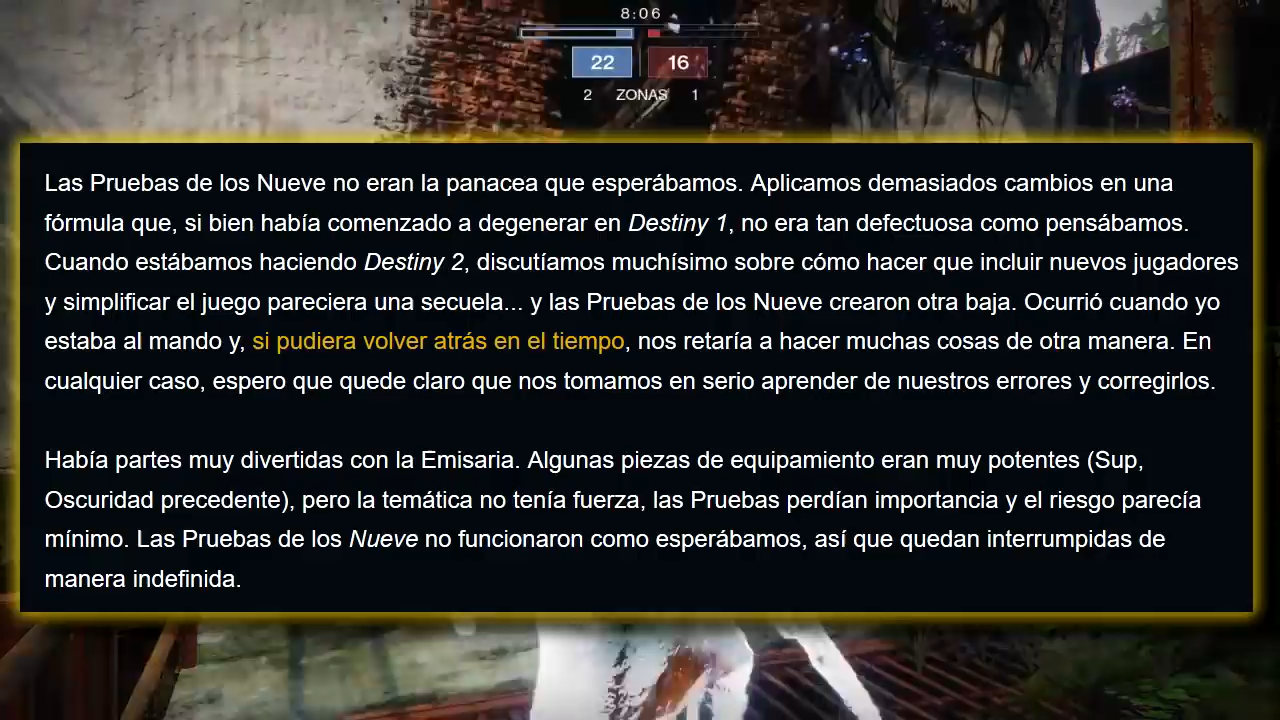 8:06
22 16
2 ZONAS 1
Las Pruebas de los Nueve no eran la panacea que esperábamos. Aplicamos demasiados cambios en una
fórmula que, si bien había comenzado a degenerar en Destiny 1, no era tan defectuosa como pensábamos.
Cuando estábamos haciendo Destiny 2, discutíamos muchísimo sobre cómo hacer que incluir nuevos jugadores
y simplificar el juego pareciera una secuela... y las Pruebas de los Nueve crearon otra baja. Ocurrió cuando yo
estaba al mando y, si pudiera volver atrás en el tiempo, nos retaría a hacer muchas cosas de otra manera. En
cualquier caso, espero que quede claro que nos tomamos en serio aprender de nuestros errores y corregirlos.
Había partes muy divertidas con la Emisaria. Algunas piezas de equipamiento eran muy potentes (Sup,
Oscuridad precedente), pero la temática no tenía fuerza, las Pruebas perdían importancia y el riesgo parecía
mínimo. Las Pruebas de los Nueve no funcionaron como esperábamos, así que quedan interrumpidas de
manera indefinida.